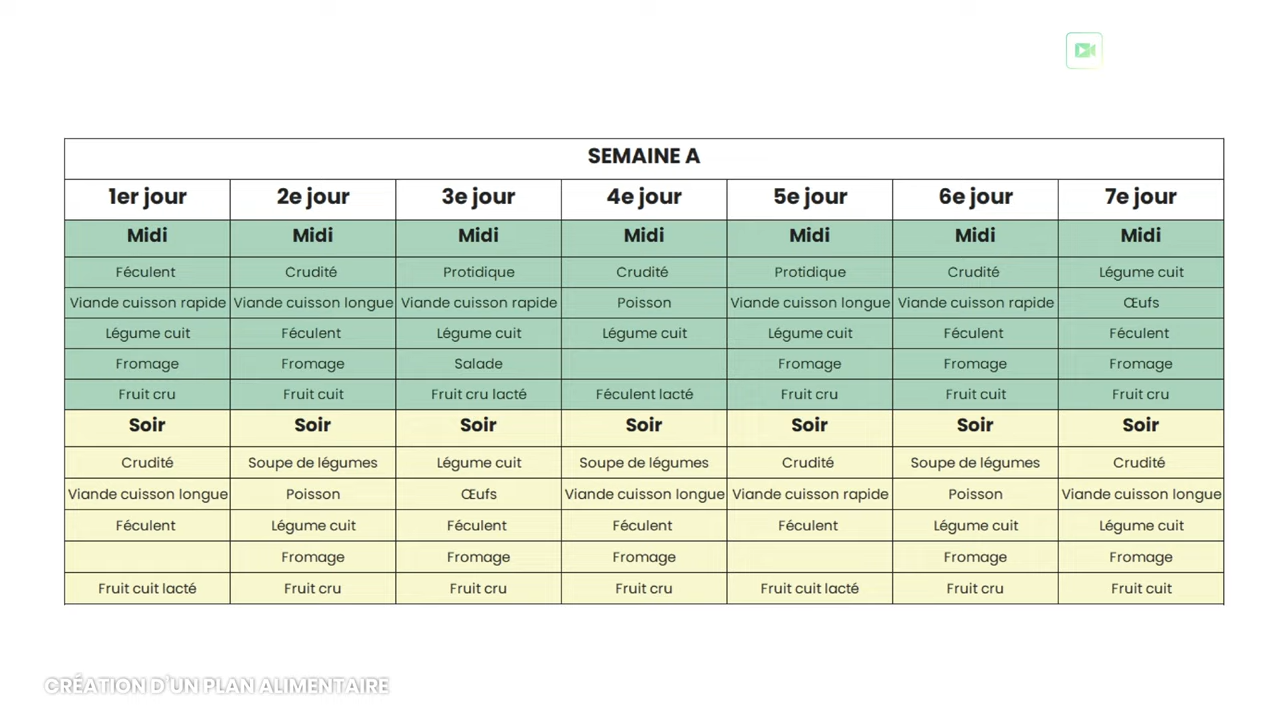 SEMAINE A
1er jour 2e jour 3e jour 4e jour 5e jour 6e jour 7e jour
Midi Midi Midi Midi Midi Midi Midi
Féculent Crudité Protidique Crudité Protidique Crudité Légume cuit
Viande cuisson rapide Viande cuisson longue Viande cuisson rapide Poisson Viande cuisson longue Viande cuisson rapide Œufs
Légume cuit Féculent Légume cuit Légume cuit Légume cuit Féculent Féculent
Fromage Fromage Salade Fromage Fromage Fromage
Fruit cru Fruit cuit Fruit cru lacté Féculent lacté Fruit cru Fruit cuit Fruit cru
Soir Soir Soir Soir Soir Soir Soir
Crudité Soupe de légumes Légume cuit Soupe de légumes Crudité Soupe de légumes Crudité
Viande cuisson longue Poisson Œufs Viande cuisson longue Viande cuisson rapide Poisson Viande cuisson longue
Féculent Légume cuit Féculent Féculent Féculent Légume cuit Légume cuit
Fromage Fromage Fromage Fromage Fromage
Fruit cuit lacté Fruit cru Fruit cru Fruit cru Fruit cuit lacté Fruit cru Fruit cuit
CRÉATION D'UN PLAN ALIMENTAIRE